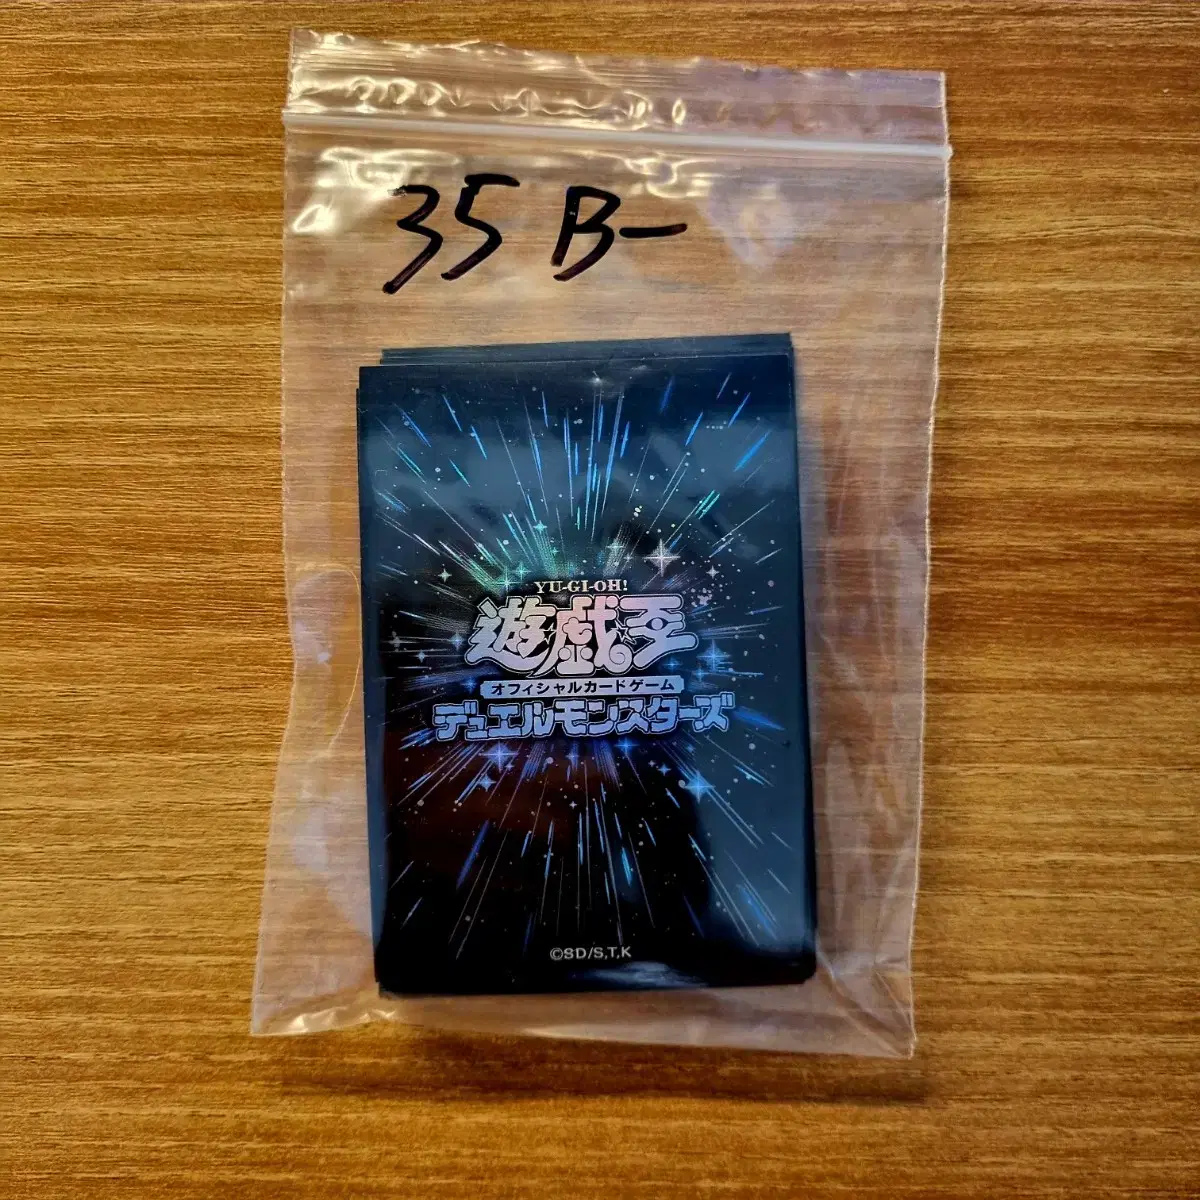 35 B-
YU-GI-OH!
遊戯王
オフィシャルカードゲーム
デュエルモンスターズ
©SD/S,T,K